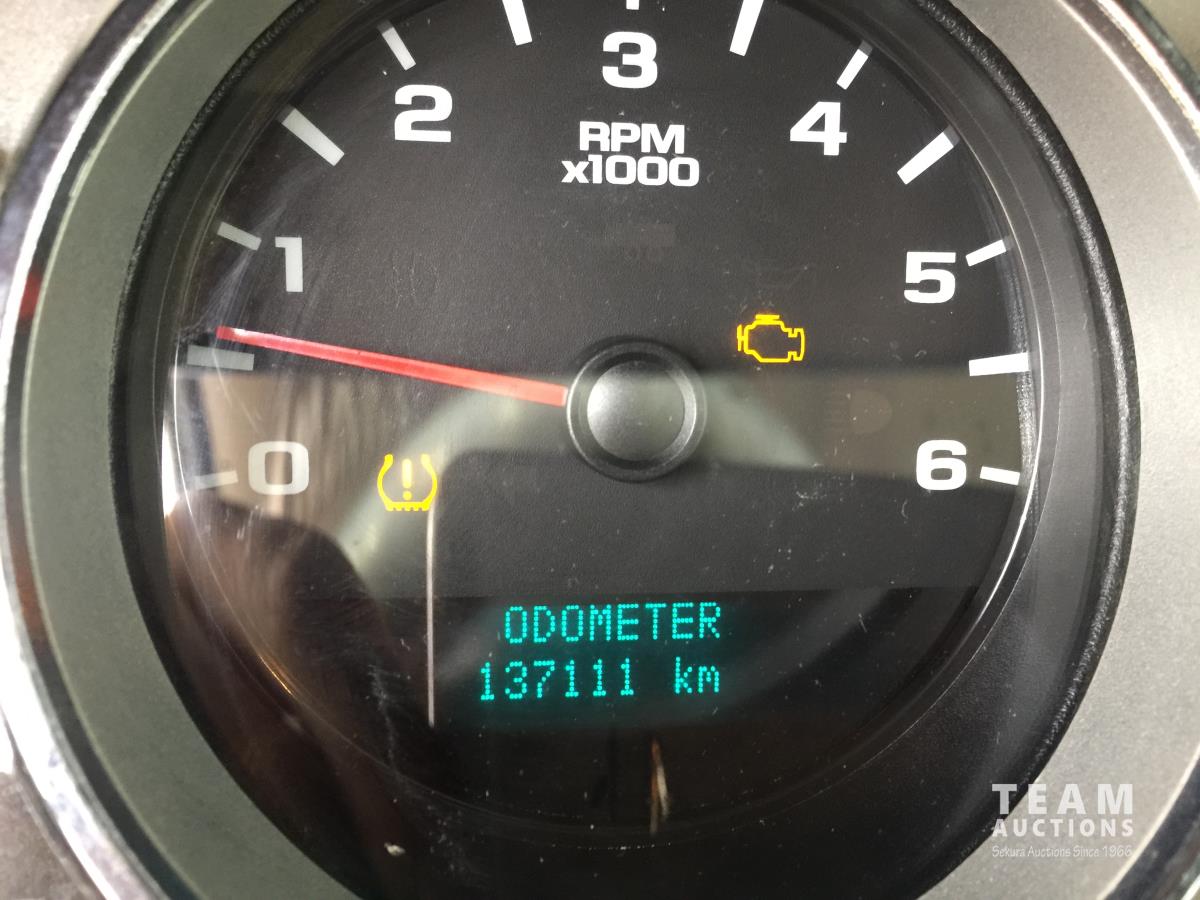 3
2
4
RPM
x1000
1
5
0
6
ODOMETER
137111 km
TEAM
AUCTIONS
Sekura Auctions Since 1966